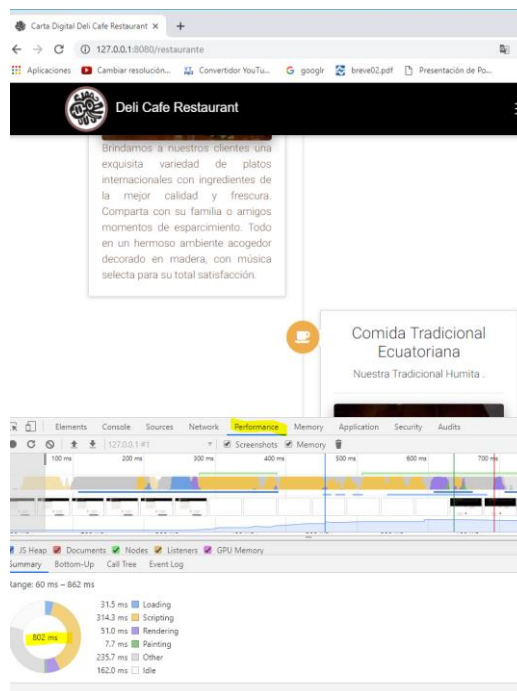 Carta Digital Deli Cafe Restaurant
127.0.0.1:8080/restaurante
Aplicaciones Cambiar resolución... Convertidor YouTu... googlr breve02.pdf Presentación de Po...
Deli Cafe Restaurant
Brindamos a nuestros clientes una
exquisita variedad de platos
internacionales con ingredientes de
la mejor calidad y frescura.
Comparta con su familia o amigos
momentos de esparcimiento. Todo
en un hermoso ambiente acogedor
decorado en madera, con música
selecta para su total satisfacción.
Comida Tradicional
Ecuatoriana
Nuestra Tradicional Humita ..
Elements Console Sources Network Performance Memory Application Security Audits
127.0.0.1 #1 Screenshots Memory
100 ms 200 ms 300 ms 400 ms 500 ms 600 ms 700 ms
JS Heap Documents Nodes Listeners GPU Memory
Summary Bottom-Up Call Tree Event Log
Range: 60 ms – 862 ms
802 ms
31.5 ms Loading
314.3 ms Scripting
51.0 ms Rendering
7.7 ms Painting
235.7 ms Other
162.0 ms Idle